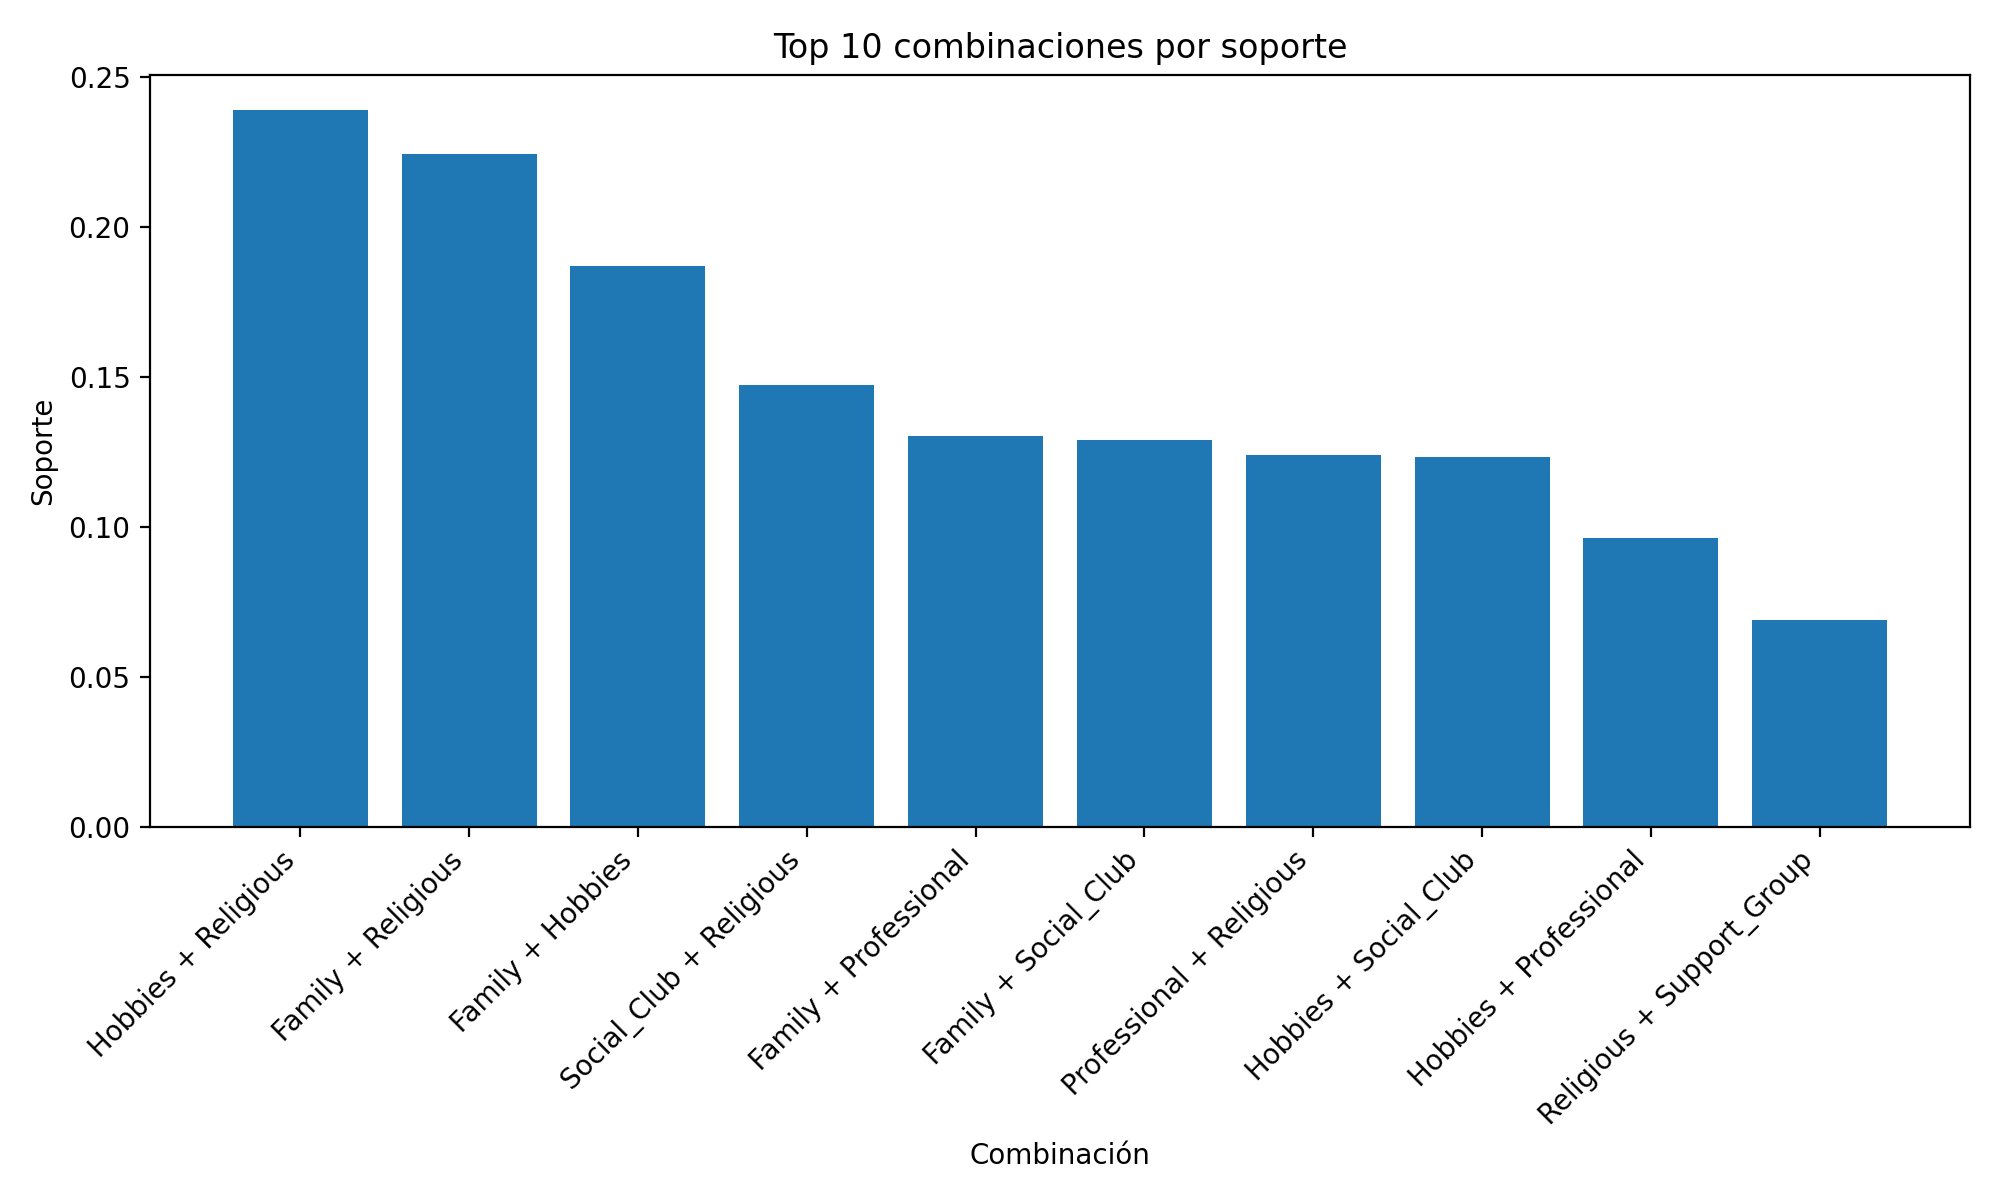 Top 10 combinaciones por soporte
Soporte
0.25
0.20
0.15
0.10
0.05
0.00
Hobbies + Religious
Family + Religious
Family + Hobbies
Social_Club + Religious
Family + Professional
Family + Social_Club
Professional + Religious
Hobbies + Social_Club
Hobbies + Professional
Religious + Support_Group
Combinación